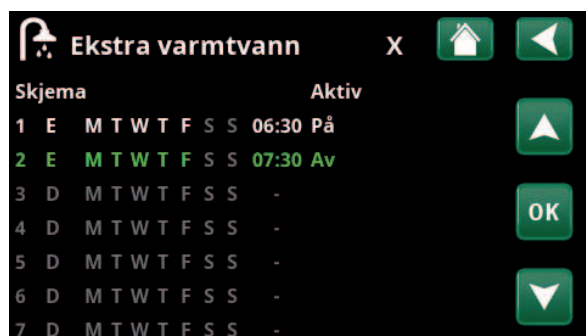 Ekstra varmtvann X
Skjema Aktiv
1 E M T W T F S S 06:30 På
2 E M T W T F S S 07:30 Av
3 D M T W T F S S -
4 D M T W T F S S -
OK
5 D M T W T F S S -
6 D M T W T F S S -
7 D M T W T F S S -